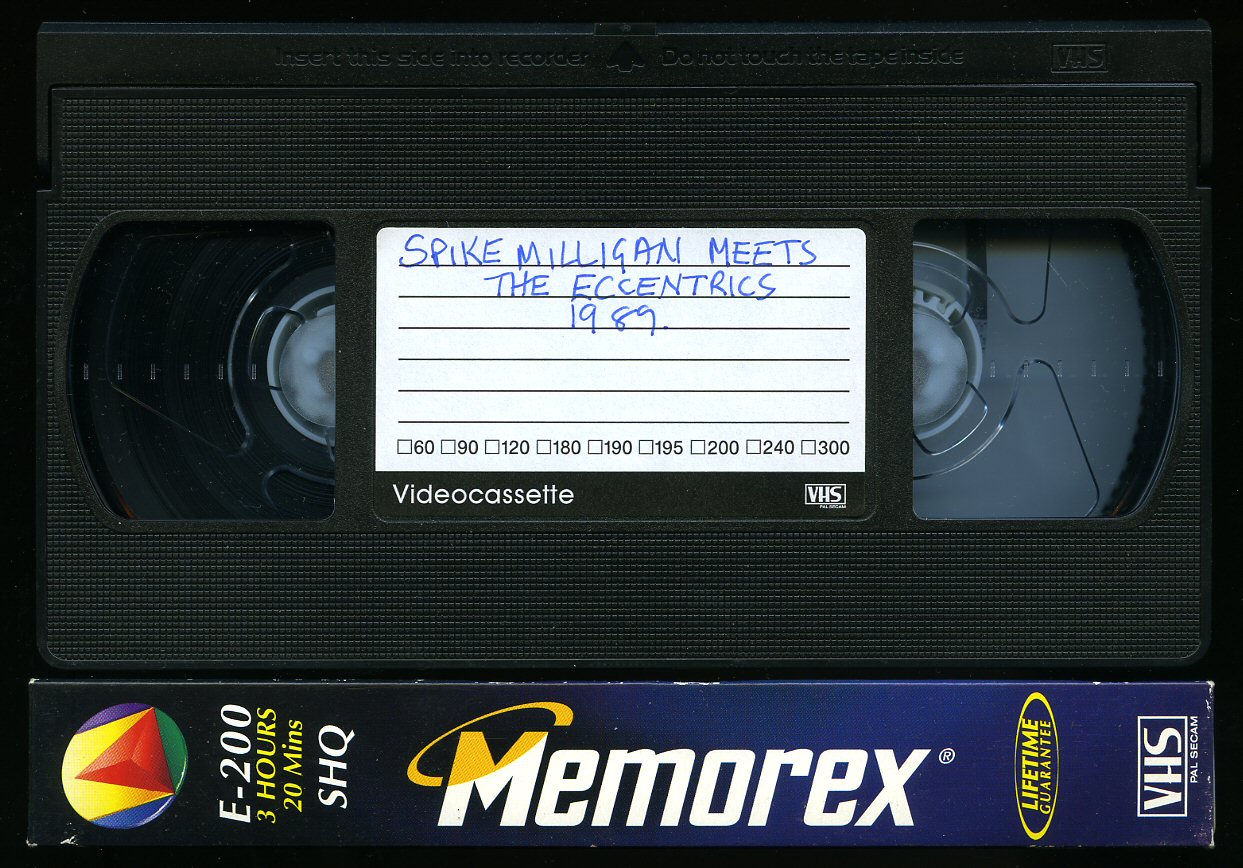 Insert this side into recorder Do not touch the tape inside VHS
SPIKE MILLIGAN MEETS
THE ECCENTRICS
1989.
☐60 ☐90 ☐120 ☐180 ☐190 ☐195 ☐200 ☐240 ☐300
Videocassette VHS
PAL SECAM
E-200
3 HOURS
20 Mins
SHQ
Memorex®
LIFETIME
GUARANTEE
VHS
PAL SECAM